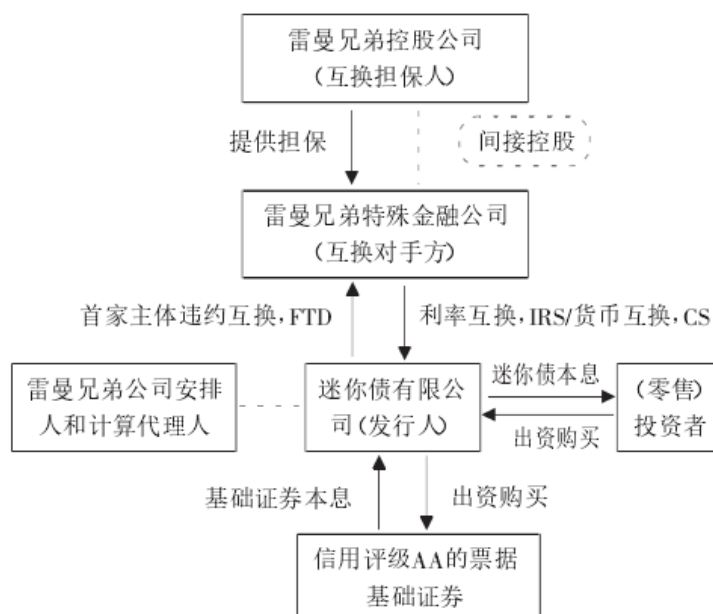 雷曼兄弟控股公司
（互换担保人）
提供担保
间接控股
雷曼兄弟特殊金融公司
（互换对手方）
首家主体违约互换,FTD
利率互换,IRS/货币互换,CS
雷曼兄弟公司安排
人和计算代理人
迷你债有限公
司(发行人)
迷你债本息
出资购买
（零售）
投资者
基础证券本息
出资购买
信用评级AA的票据
基础证券